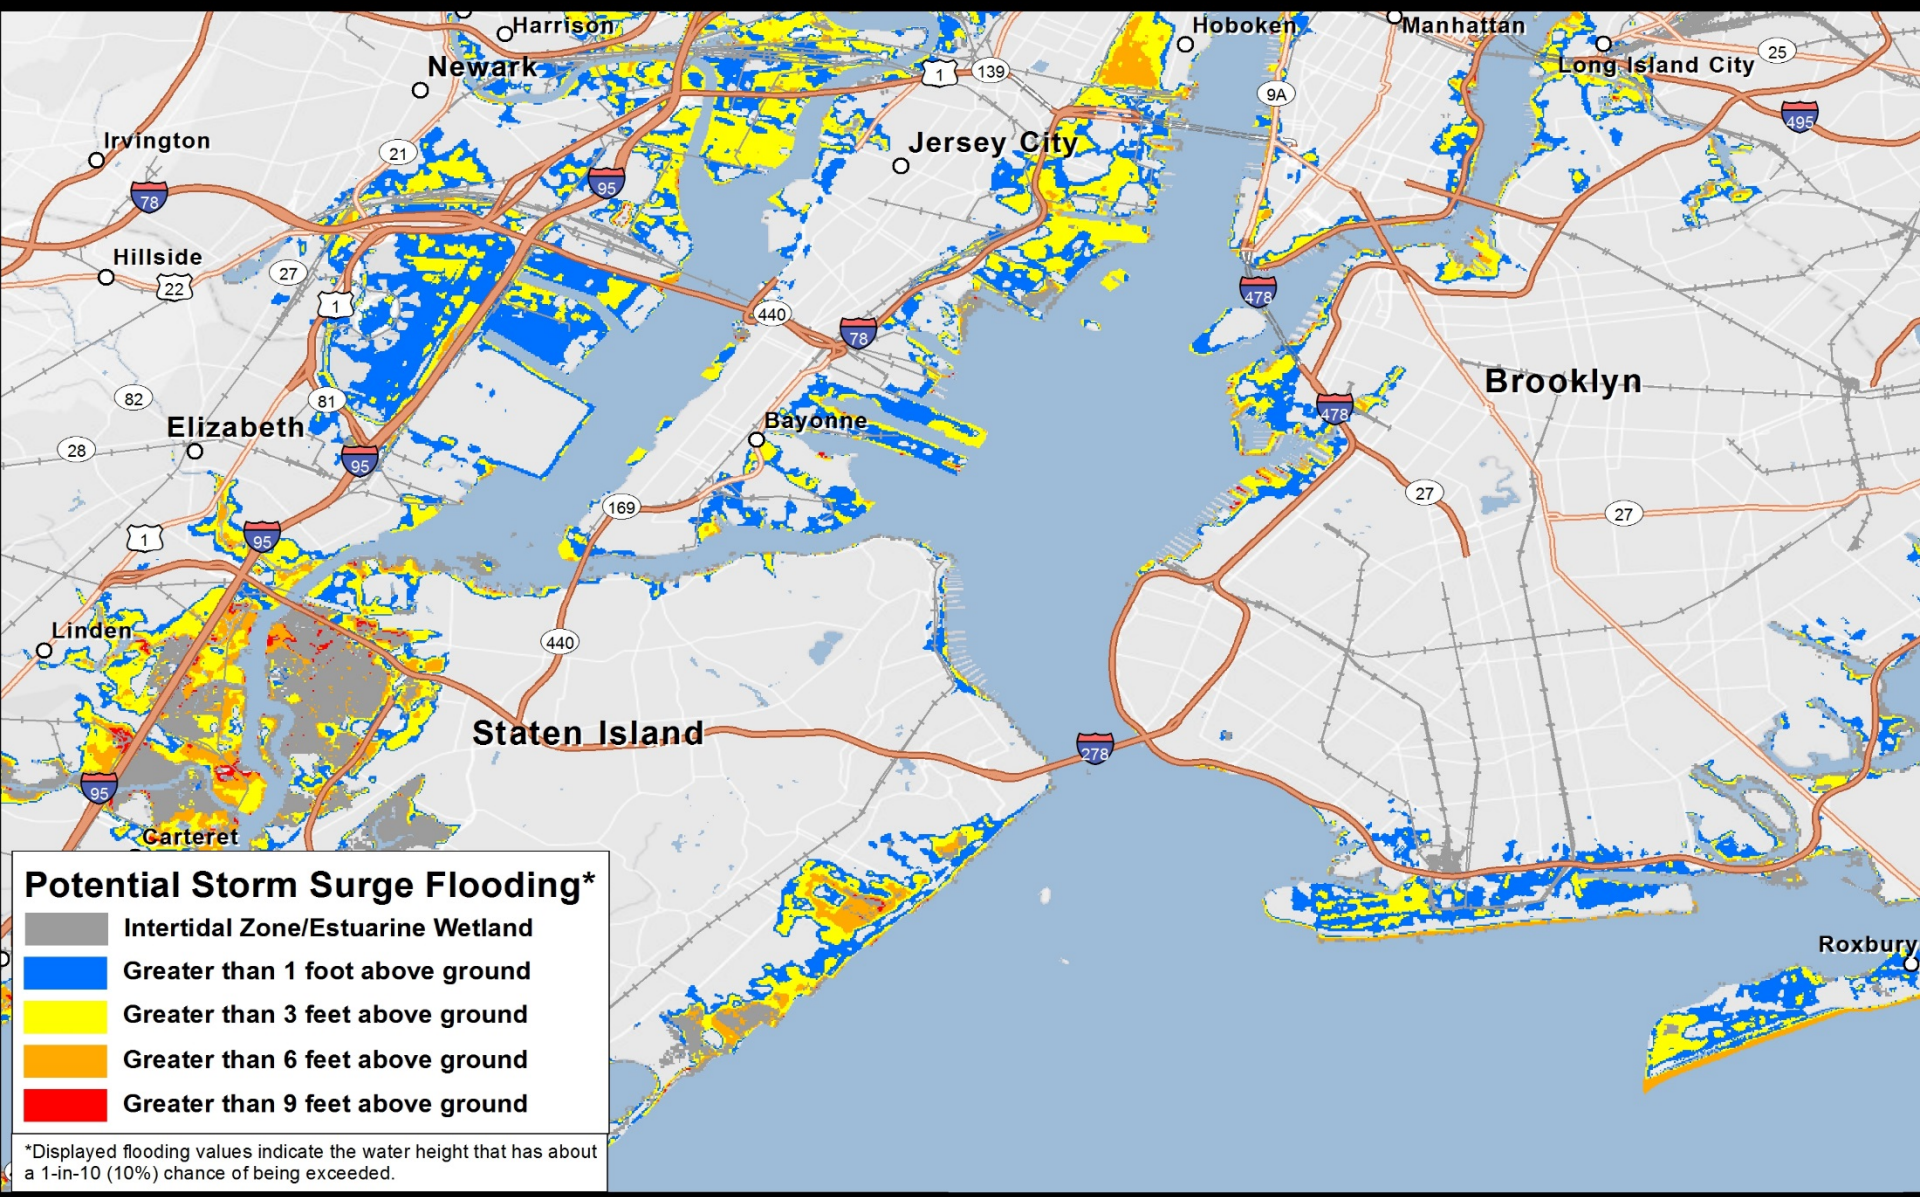 Harrison
Hoboken
Manhattan
Newark
1
139
25
Long Island City
9A
495
Irvington
21
Jersey City
78
95
Hillside
22
27
1
440
78
478
82
81
Brooklyn
478
Elizabeth
Bayonne
28
95
169
27
27
1
95
Linden
440
Staten Island
278
95
Carteret
Roxbury
Potential Storm Surge Flooding*
Intertidal Zone/Estuarine Wetland
Greater than 1 foot above ground
Greater than 3 feet above ground
Greater than 6 feet above ground
Greater than 9 feet above ground
*Displayed flooding values indicate the water height that has about
a 1-in-10 (10%) chance of being exceeded.